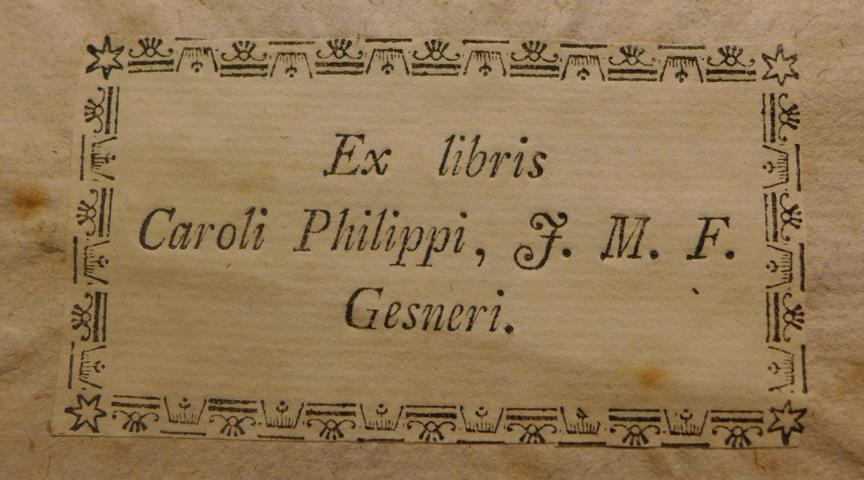 Ex libris
Caroli Philippi, J. M. F.
Gesneri.